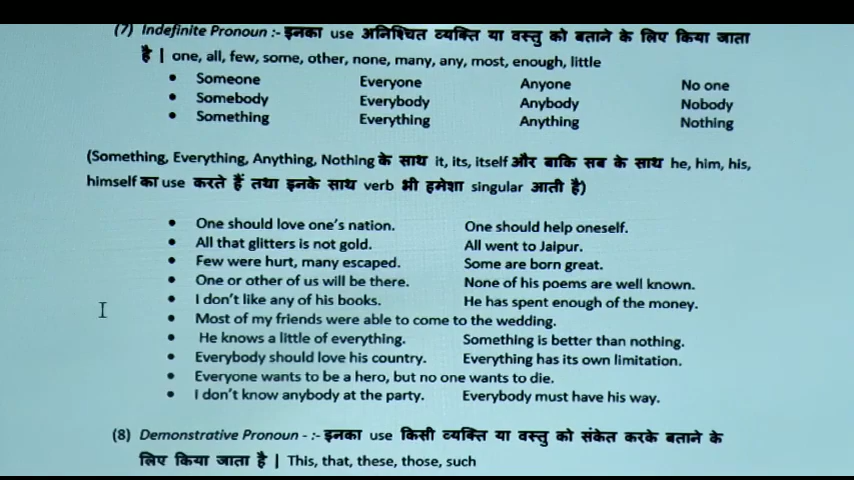 (7) Indefinite Pronoun :- इनका use अनिश्चित व्यक्ति या वस्तु को बताने के लिए किया जाता
है | one, all, few, some, other, none, many, any, most, enough, little
• Someone Everyone Anyone No one
• Somebody Everybody Anybody Nobody
• Something Everything Anything Nothing
(Something, Everything, Anything, Nothing के साथ it, its, itself और बाकि सब के साथ he, him, his,
himself का use करते हैं तथा इनके साथ verb भी हमेशा singular आती है)
• One should love one's nation. One should help oneself.
• All that glitters is not gold. All went to Jaipur.
• Few were hurt, many escaped. Some are born great.
• One or other of us will be there. None of his poems are well known.
• I don't like any of his books. He has spent enough of the money.
• Most of my friends were able to come to the wedding.
• He knows a little of everything. Something is better than nothing.
• Everybody should love his country. Everything has its own limitation.
• Everyone wants to be a hero, but no one wants to die.
• I don't know anybody at the party. Everybody must have his way.
(8) Demonstrative Pronoun - :- इनका use किसी व्यक्ति या वस्तु को संकेत करके बताने के
लिए किया जाता है | This, that, these, those, such